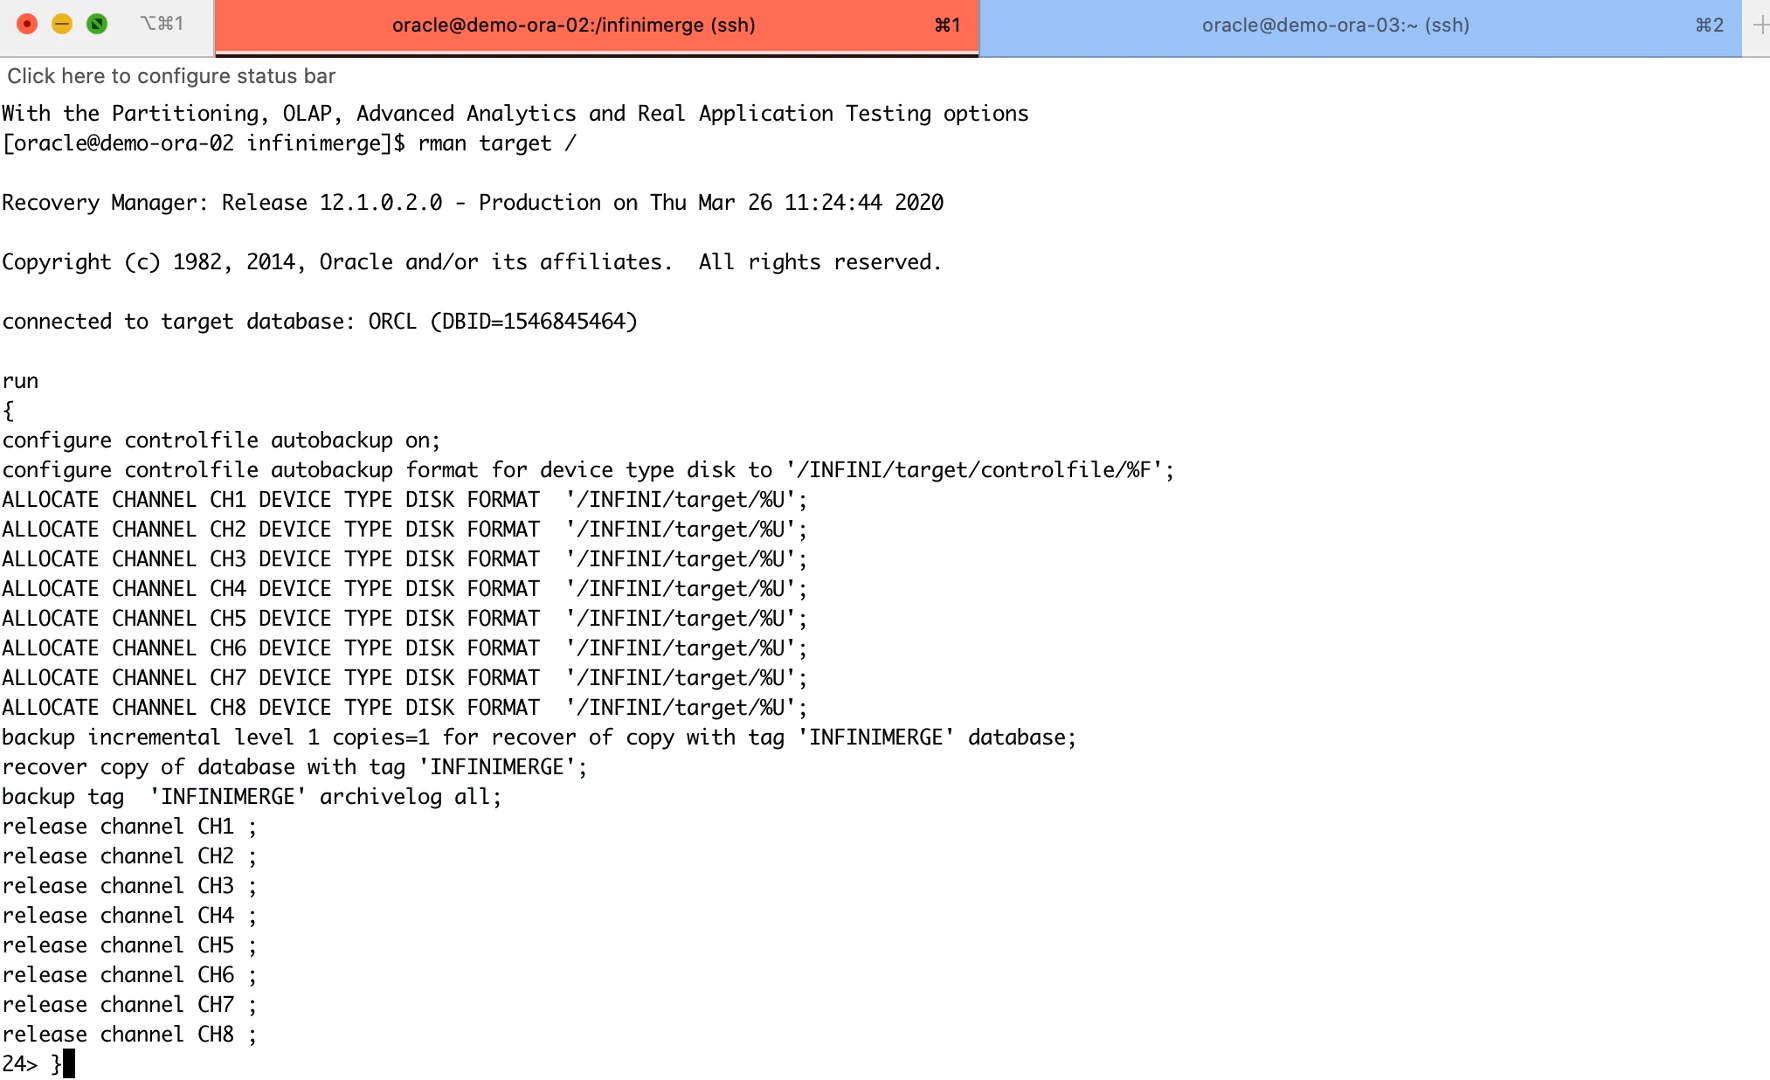 ⌥⌘1
oracle@demo-ora-02:/infinimerge (ssh) ⌘1
oracle@demo-ora-03:~ (ssh) ⌘2
Click here to configure status bar
With the Partitioning, OLAP, Advanced Analytics and Real Application Testing options
[oracle@demo-ora-02 infinimerge]$ rman target /
Recovery Manager: Release 12.1.0.2.0 - Production on Thu Mar 26 11:24:44 2020
Copyright (c) 1982, 2014, Oracle and/or its affiliates.  All rights reserved.
connected to target database: ORCL (DBID=1546845464)
run
{
configure controlfile autobackup on;
configure controlfile autobackup format for device type disk to '/INFINI/target/controlfile/%F';
ALLOCATE CHANNEL CH1 DEVICE TYPE DISK FORMAT  '/INFINI/target/%U';
ALLOCATE CHANNEL CH2 DEVICE TYPE DISK FORMAT  '/INFINI/target/%U';
ALLOCATE CHANNEL CH3 DEVICE TYPE DISK FORMAT  '/INFINI/target/%U';
ALLOCATE CHANNEL CH4 DEVICE TYPE DISK FORMAT  '/INFINI/target/%U';
ALLOCATE CHANNEL CH5 DEVICE TYPE DISK FORMAT  '/INFINI/target/%U';
ALLOCATE CHANNEL CH6 DEVICE TYPE DISK FORMAT  '/INFINI/target/%U';
ALLOCATE CHANNEL CH7 DEVICE TYPE DISK FORMAT  '/INFINI/target/%U';
ALLOCATE CHANNEL CH8 DEVICE TYPE DISK FORMAT  '/INFINI/target/%U';
backup incremental level 1 copies=1 for recover of copy with tag 'INFINIMERGE' database;
recover copy of database with tag 'INFINIMERGE';
backup tag  'INFINIMERGE' archivelog all;
release channel CH1 ;
release channel CH2 ;
release channel CH3 ;
release channel CH4 ;
release channel CH5 ;
release channel CH6 ;
release channel CH7 ;
release channel CH8 ;
24> }